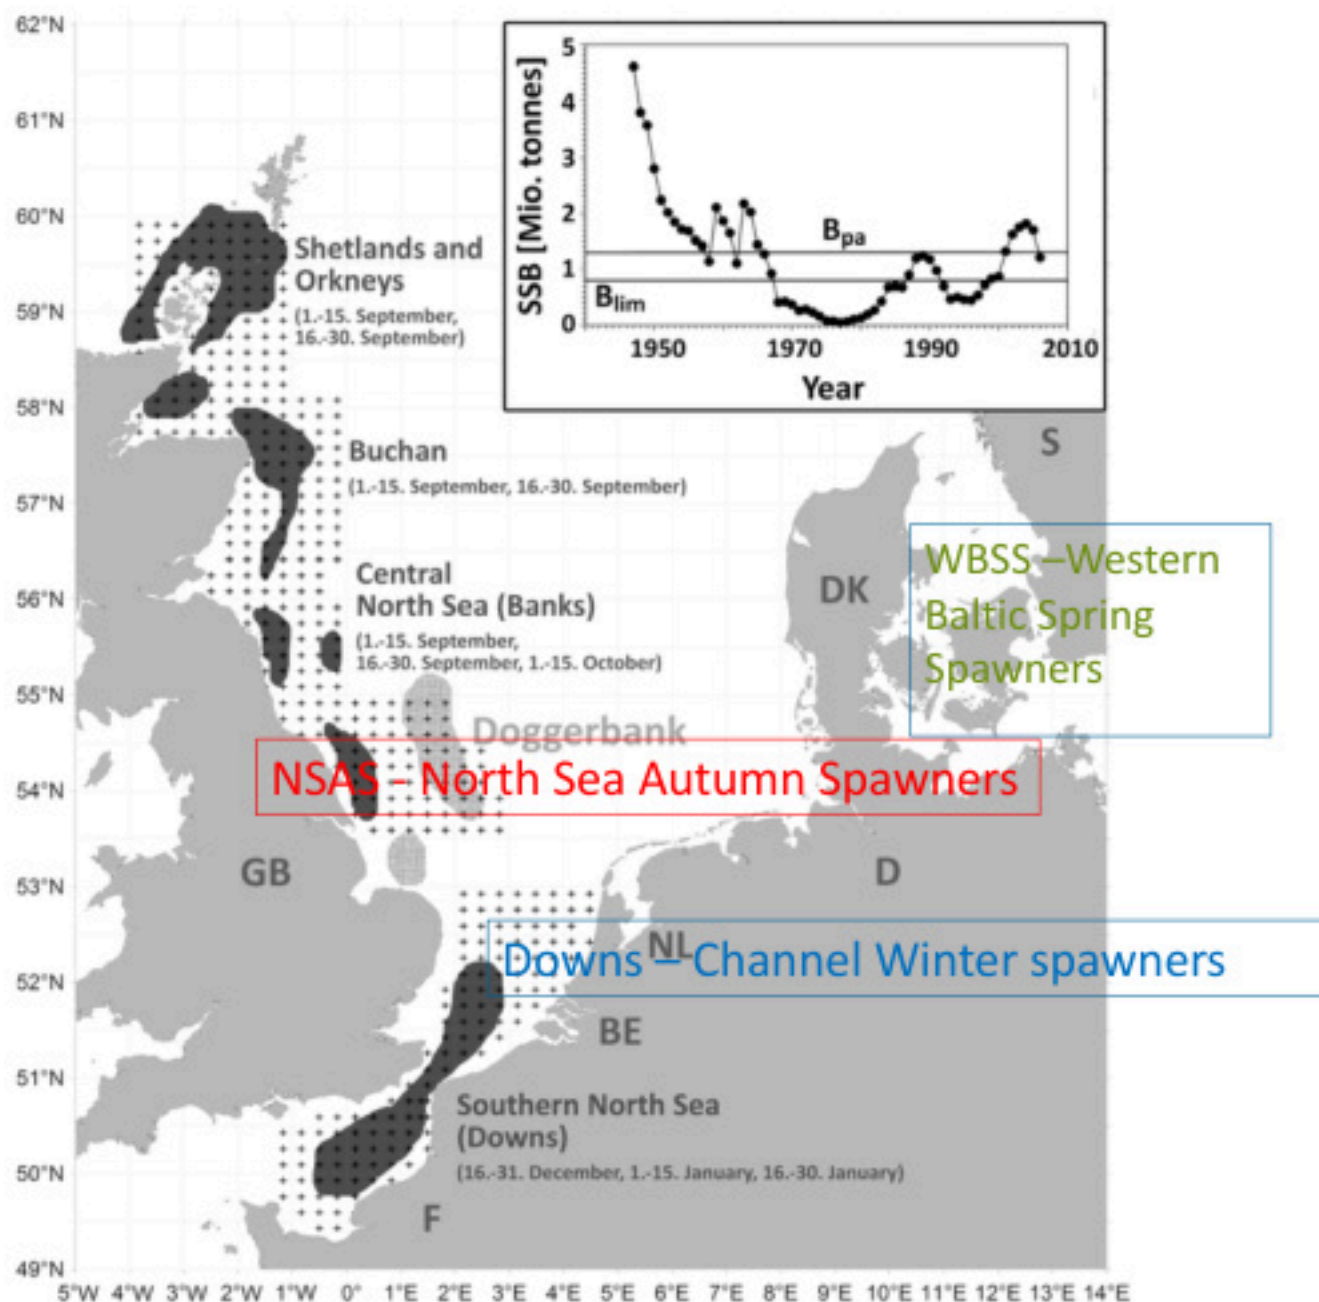 62°N
61°N
60°N
59°N
58°N
57°N
56°N
55°N
54°N
53°N
52°N
51°N
50°N
49°N
5°W 4°W 3°W 2°W 1°W 0° 1°E 2°E 3°E 4°E 5°E 6°E 7°E 8°E 9°E 10°E 11°E 12°E 13°E 14°E
SSB [Mio. tonnes]
5
4
3
2
1
0
Bpa
Blim
1950 1970 1990 2010
Year
Shetlands and
Orkneys
(1.-15. September,
16.-30. September)
Buchan
(1.-15. September, 16.-30. September)
Central
North Sea (Banks)
(1.-15. September,
16.-30. September, 1.-15. October)
S
DK
WBSS –Western
Baltic Spring
Spawners
Doggerbank
NSAS – North Sea Autumn Spawners
GB
D
NL
Downs – Channel Winter spawners
BE
Southern North Sea
(Downs)
(16.-31. December, 1.-15. January, 16.-30. January)
F